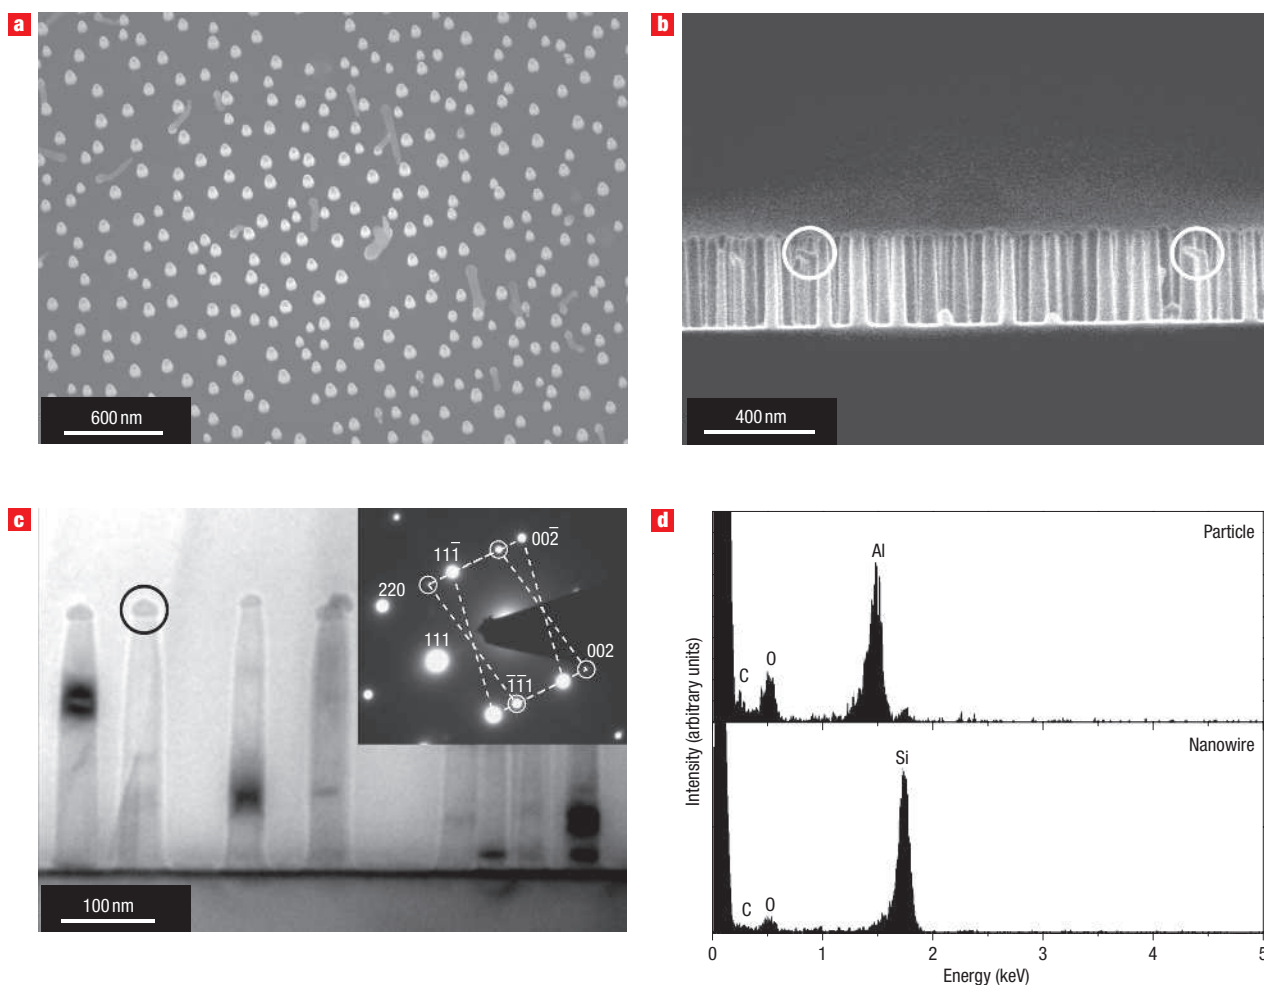 a
600 nm
b
400 nm
c
111̅
002̅
220
111
002
1̅1̅1
100 nm
d
Particle
Al
C
O
Nanowire
Si
C
O
Intensity (arbitrary units)
0
1
2
3
4
5
Energy (keV)